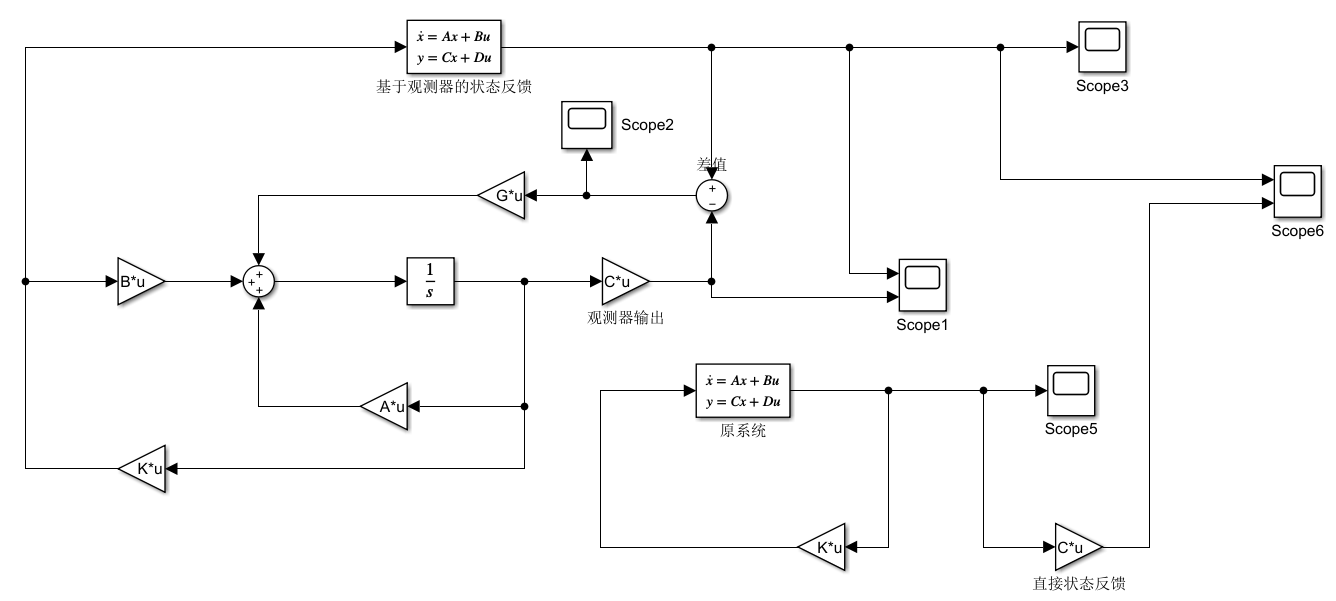 ẋ = Ax + Bu
y = Cx + Du
基于观测器的状态反馈
Scope3
Scope2
差值
G*u
+
−
Scope6
B*u
+
+
+
1
s
C*u
观测器输出
Scope1
A*u
ẋ = Ax + Bu
y = Cx + Du
原系统
Scope5
K*u
K*u
C*u
直接状态反馈